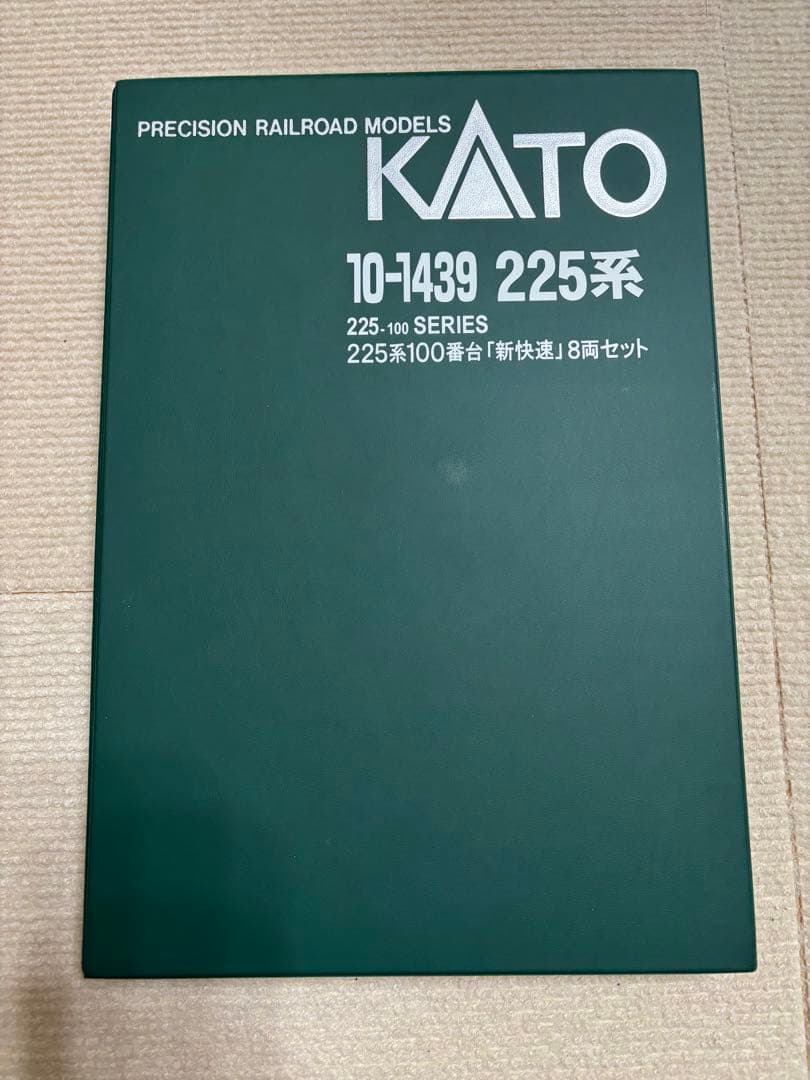 PRECISION RAILROAD MODELS
KATO
10-1439 225系
225-100 SERIES
225系100番台「新快速」8両セット